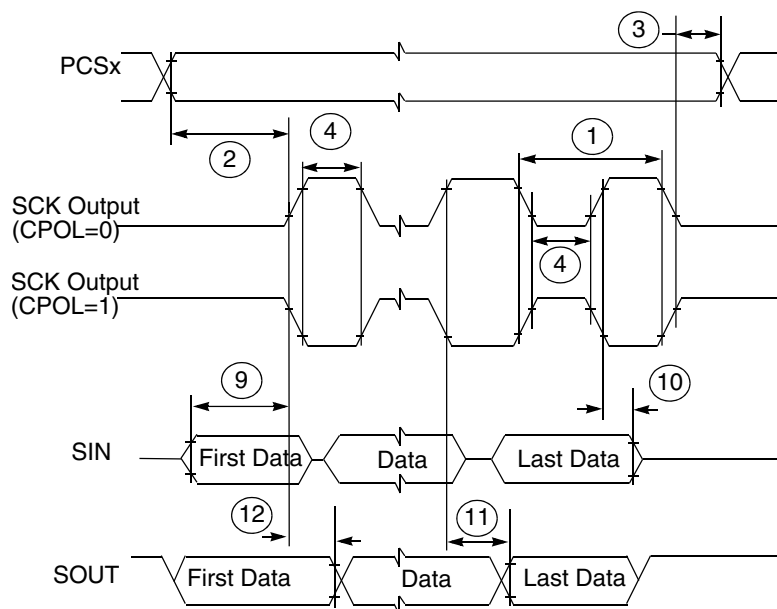 3
PCSx
2
4
1
SCK Output
(CPOL=0)
4
SCK Output
(CPOL=1)
9
10
SIN
First Data
Data
Last Data
12
11
SOUT
First Data
Data
Last Data